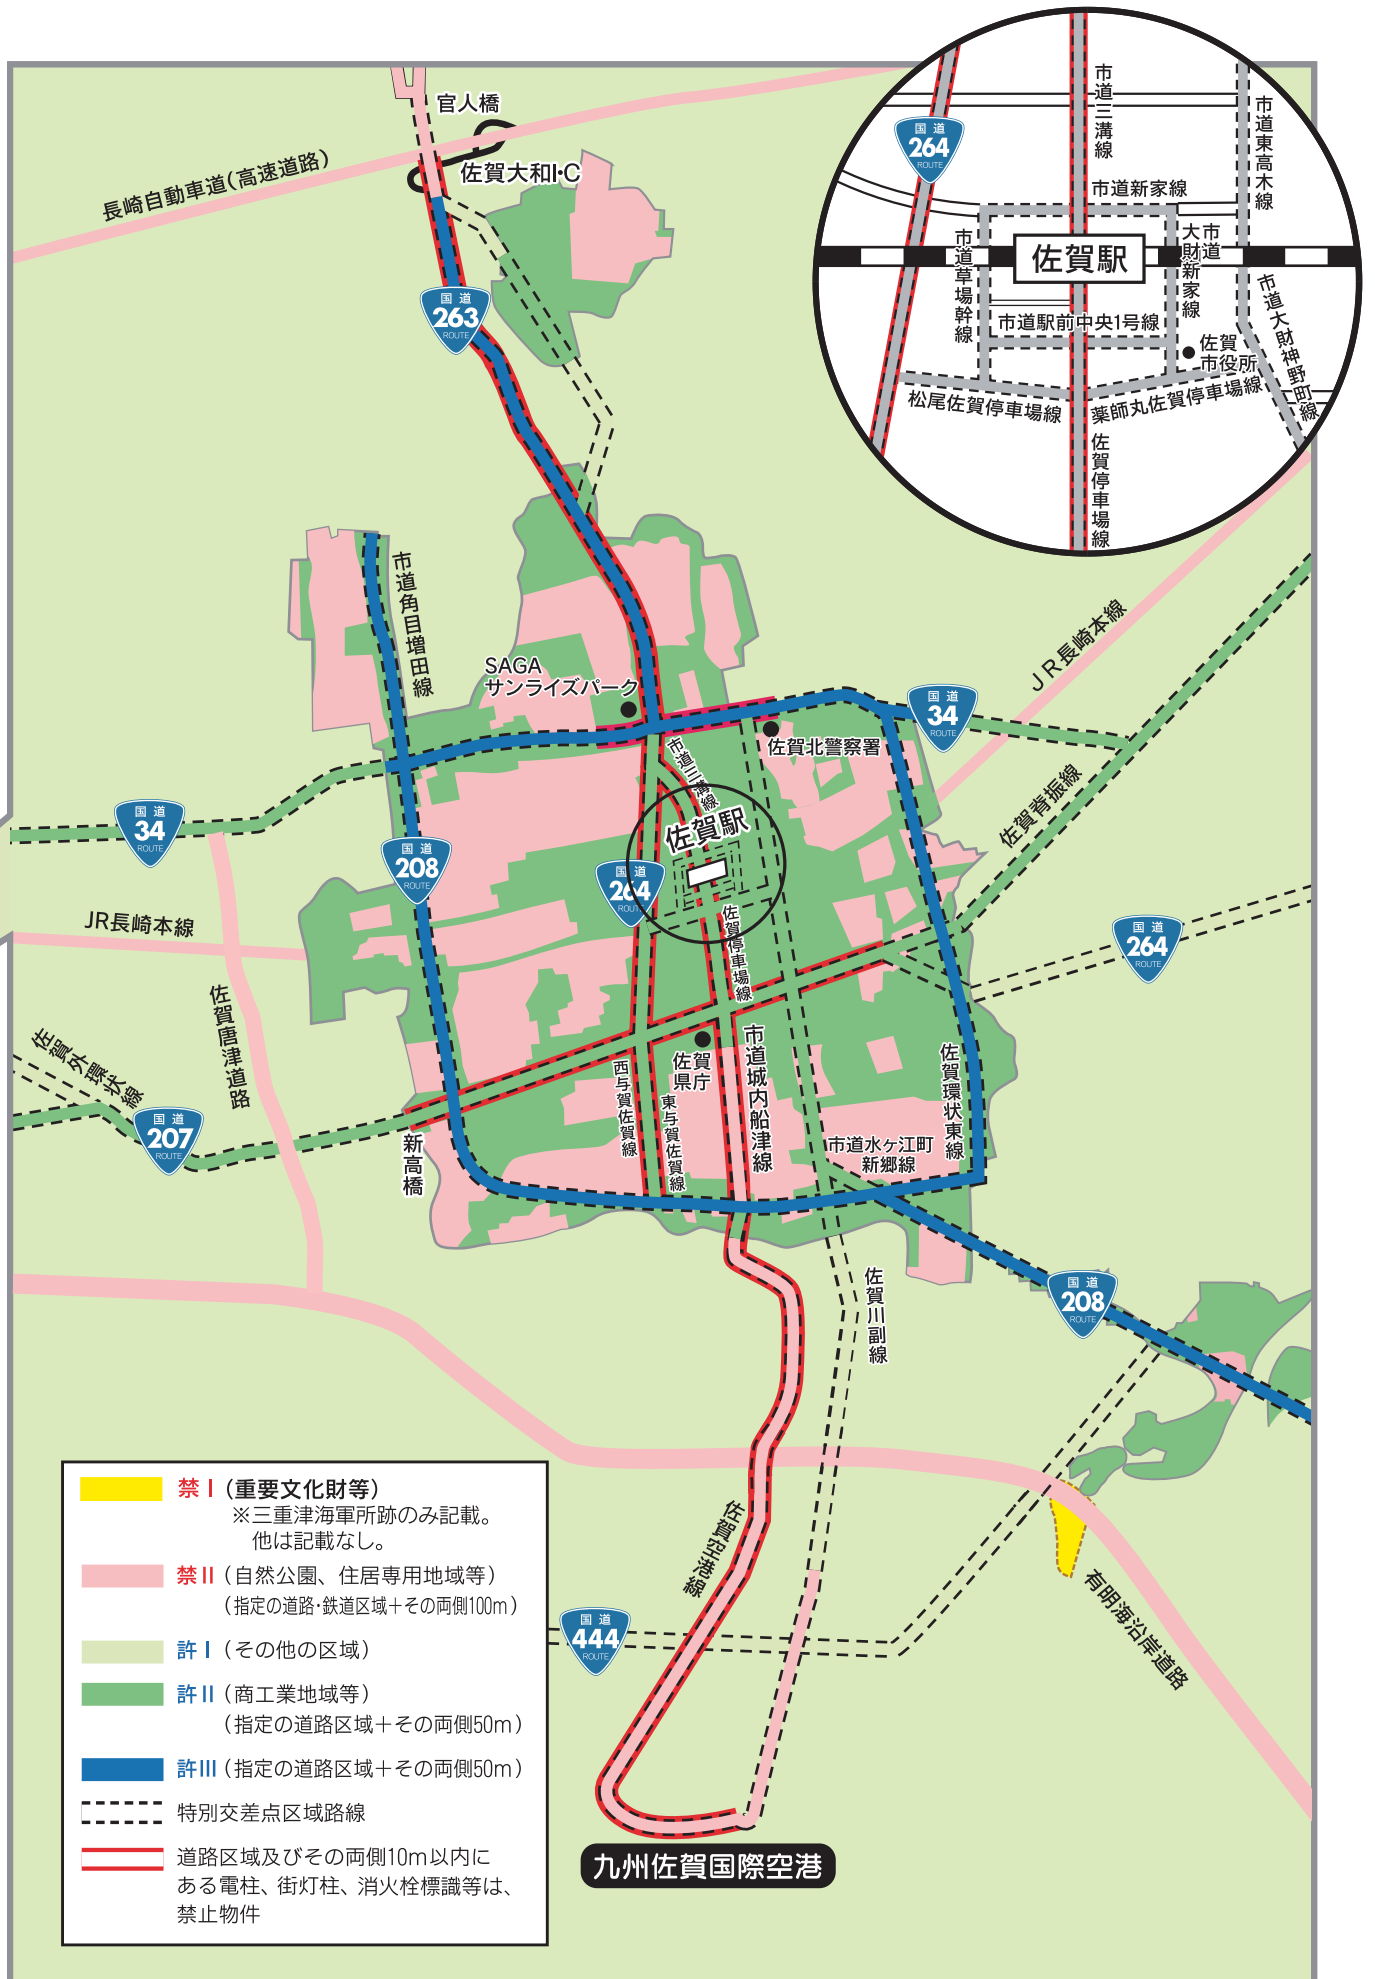 官人橋
佐賀大和I・C
長崎自動車道(高速道路)
国道
263
ROUTE
国道
264
ROUTE
市道三溝線
市道東高木線
市道新家線
市道草場幹線
佐賀駅
市道
大財新家線
市道駅前中央1号線
佐賀
市役所
市道大財神野町線
松尾佐賀停車場線
薬師丸佐賀停車場線
佐賀停車場線
市道角目増田線
SAGA
サンライズパーク
JR長崎本線
国道
34
ROUTE
佐賀北警察署
市道三溝線
佐賀脊振線
国道
34
ROUTE
国道
208
ROUTE
佐賀駅
国道
264
ROUTE
佐賀停車場線
JR長崎本線
国道
264
ROUTE
佐賀唐津道路
佐賀外環状線
国道
207
ROUTE
新高橋
佐賀
県庁
西与賀佐賀線
東与賀佐賀線
市道城内船津線
佐賀環状東線
市道水ヶ江町
新郷線
佐賀川副線
国道
208
ROUTE
佐賀空港線
有明海沿岸道路
国道
444
ROUTE
九州佐賀国際空港
禁Ⅰ(重要文化財等)
※三重津海軍所跡のみ記載。
他は記載なし。
禁Ⅱ(自然公園、住居専用地域等)
(指定の道路・鉄道区域+その両側100m)
許Ⅰ(その他の区域)
許Ⅱ(商工業地域等)
(指定の道路区域+その両側50m)
許Ⅲ(指定の道路区域+その両側50m)
特別交差点区域路線
道路区域及びその両側10m以内に
ある電柱、街灯柱、消火栓標識等は、
禁止物件